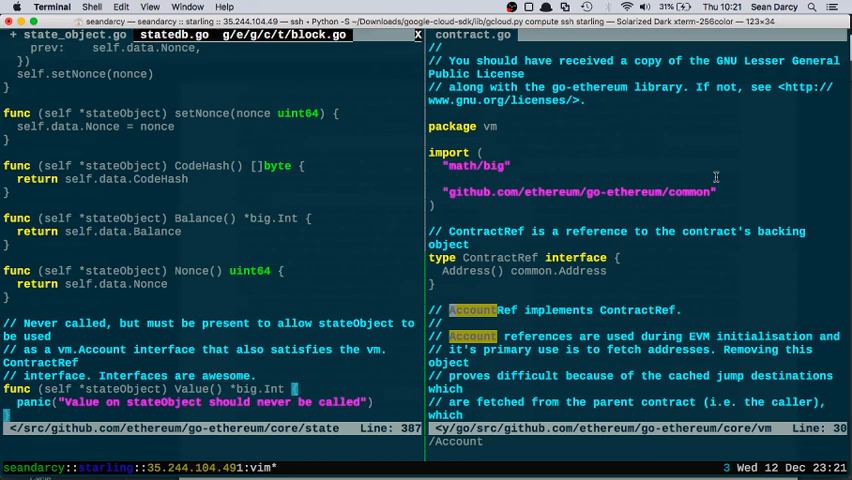 Terminal Shell Edit View Window Help 31% Thu 10:21 Sean Darcy
seandarcy — seandarcy :: starling :: 35.244.104.49 — ssh • Python ~/Downloads/google-cloud-sdk/lib/gcloud.py compute ssh starling — Solarized Dark xterm-256color — 123×34
+ state_object.go statedb.go g/e/g/c/t/block.go X
prev: self.data.Nonce,
})
self.setNonce(nonce)
}
func (self *stateObject) setNonce(nonce uint64) {
self.data.Nonce = nonce
}
func (self *stateObject) CodeHash() []byte {
return self.data.CodeHash
}
func (self *stateObject) Balance() *big.Int {
return self.data.Balance
}
func (self *stateObject) Nonce() uint64 {
return self.data.Nonce
}
// Never called, but must be present to allow stateObject to
be used
// as a vm.Account interface that also satisfies the vm.
ContractRef
// interface. Interfaces are awesome.
func (self *stateObject) Value() *big.Int {
panic("Value on stateObject should never be called")
}
</src/github.com/ethereum/go-ethereum/core/state Line: 387
contract.go
//
// You should have received a copy of the GNU Lesser General
Public License
// along with the go-ethereum library. If not, see <http://
www.gnu.org/licenses/>.
package vm
import (
"math/big"
"github.com/ethereum/go-ethereum/common"
)
// ContractRef is a reference to the contract's backing
object
type ContractRef interface {
Address() common.Address
}
// AccountRef implements ContractRef.
//
// Account references are used during EVM initialisation and
// it's primary use is to fetch addresses. Removing this
object
// proves difficult because of the cached jump destinations
which
// are fetched from the parent contract (i.e. the caller),
which
<y/go/src/github.com/ethereum/go-ethereum/core/vm Line: 30
/Account
seandarcy::starling::35.244.104.491:vim* 3 Wed 12 Dec 23:21